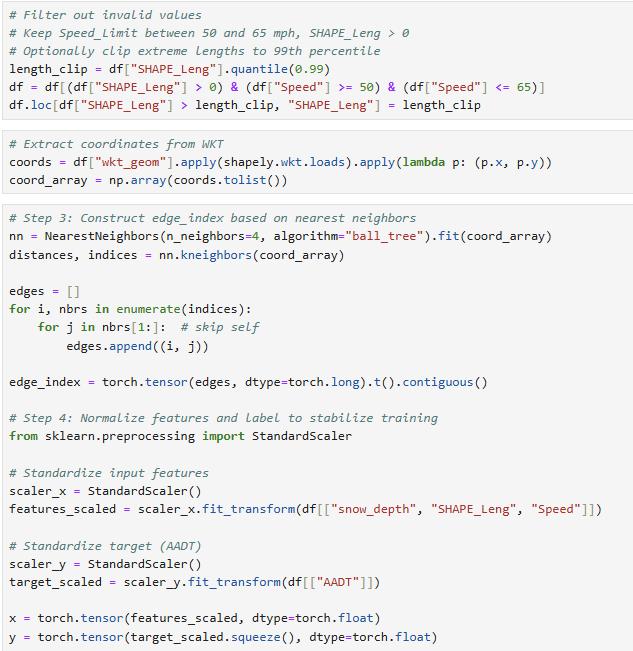 # Filter out invalid values
# Keep Speed_Limit between 50 and 65 mph, SHAPE_Leng > 0
# Optionally clip extreme lengths to 99th percentile
length_clip = df["SHAPE_Leng"].quantile(0.99)
df = df[(df["SHAPE_Leng"] > 0) & (df["Speed"] >= 50) & (df["Speed"] <= 65)]
df.loc[df["SHAPE_Leng"] > length_clip, "SHAPE_Leng"] = length_clip
# Extract coordinates from WKT
coords = df["wkt_geom"].apply(shapely.wkt.loads).apply(lambda p: (p.x, p.y))
coord_array = np.array(coords.tolist())
# Step 3: Construct edge_index based on nearest neighbors
nn = NearestNeighbors(n_neighbors=4, algorithm="ball_tree").fit(coord_array)
distances, indices = nn.kneighbors(coord_array)
edges = []
for i, nbrs in enumerate(indices):
    for j in nbrs[1:]:  # skip self
        edges.append((i, j))
edge_index = torch.tensor(edges, dtype=torch.long).t().contiguous()
# Step 4: Normalize features and label to stabilize training
from sklearn.preprocessing import StandardScaler
# Standardize input features
scaler_x = StandardScaler()
features_scaled = scaler_x.fit_transform(df[["snow_depth", "SHAPE_Leng", "Speed"]])
# Standardize target (AADT)
scaler_y = StandardScaler()
target_scaled = scaler_y.fit_transform(df[["AADT"]])
x = torch.tensor(features_scaled, dtype=torch.float)
y = torch.tensor(target_scaled.squeeze(), dtype=torch.float)